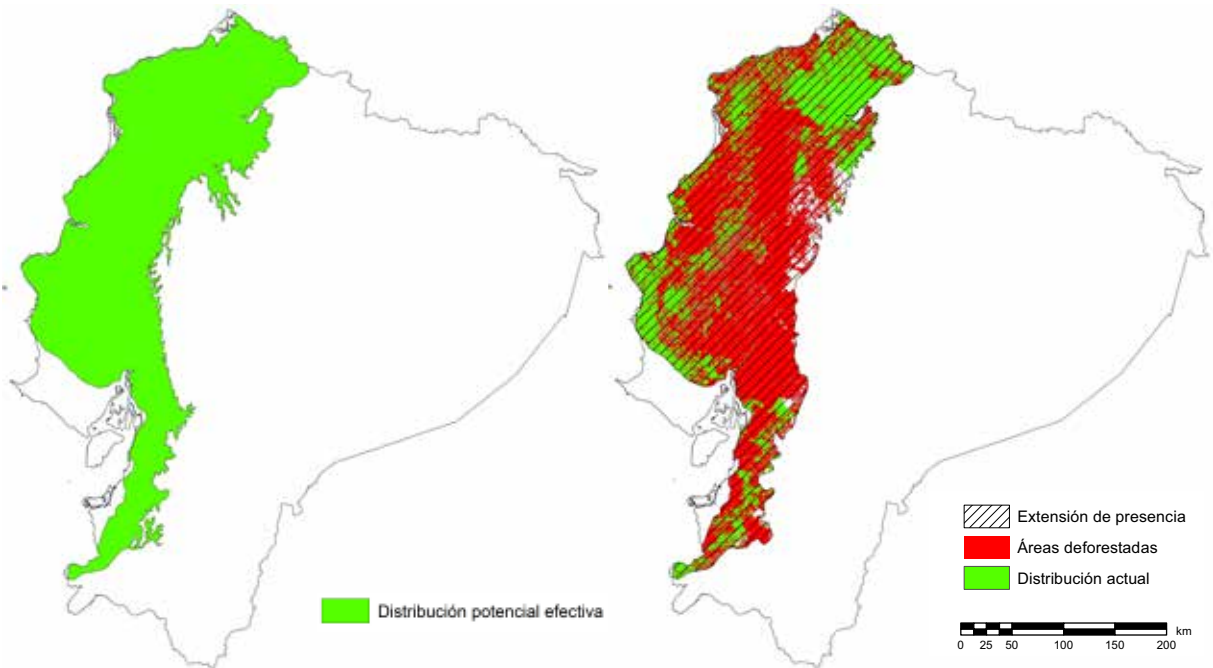 Distribución potencial efectiva
Extensión de presencia
Áreas deforestadas
Distribución actual
km
0 25 50 100 150 200